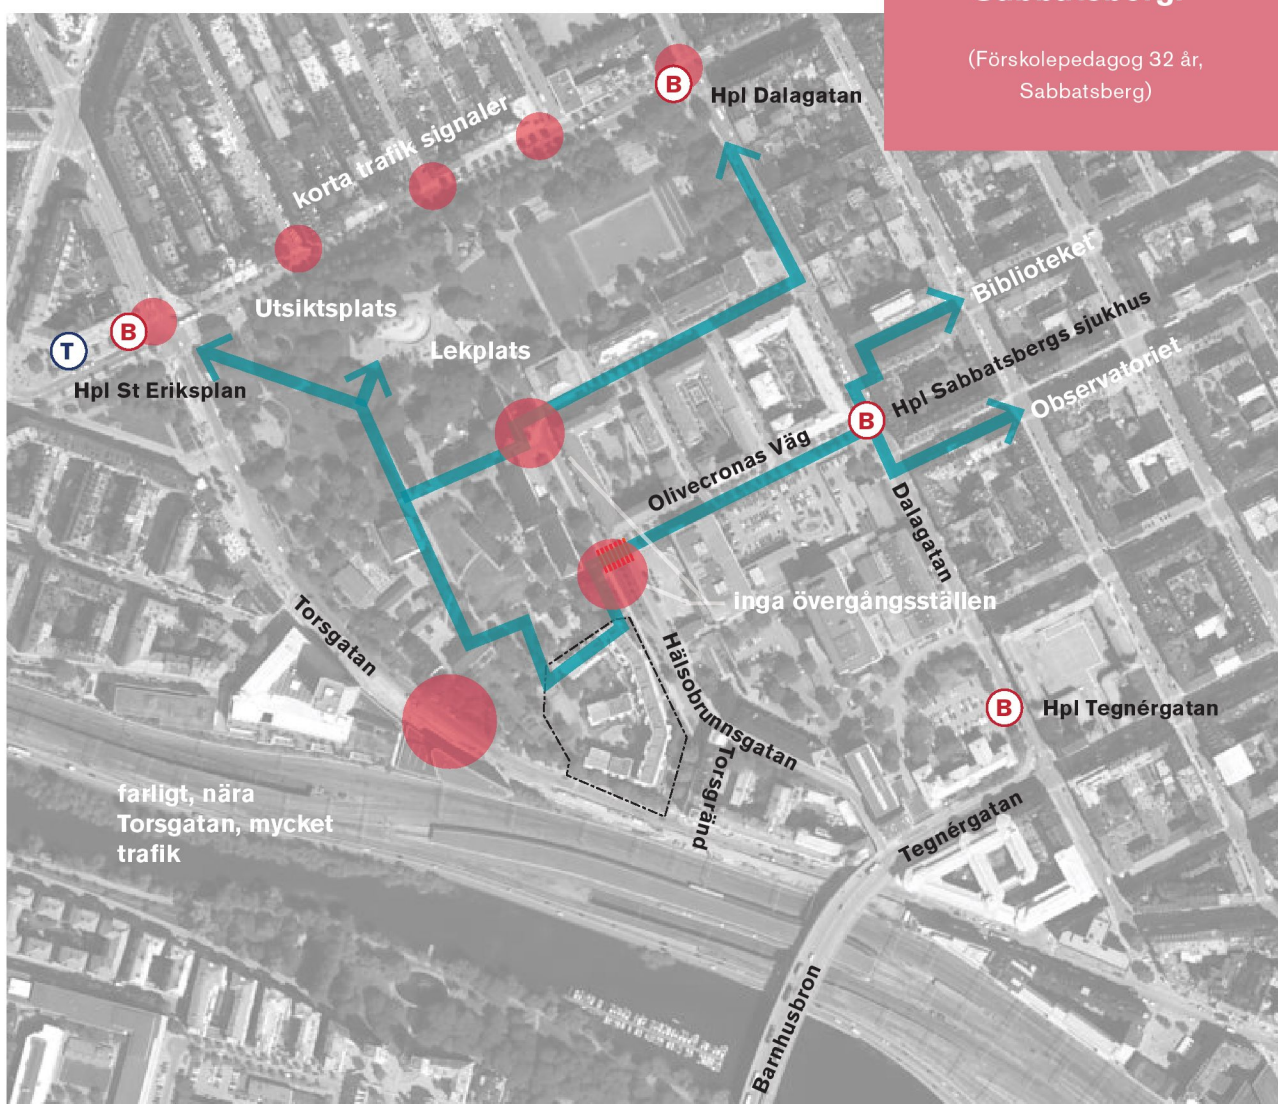 (Förskolepedagog 32 år,
Sabbatsberg)
B
Hpl Dalagatan
korta trafik signaler
Biblioteket
Utsiktsplats
B
T
Lekplats
Hpl St Eriksplan
Hpl Sabbatsbergs sjukhus
Observatoriet
B
Olivecronas Väg
Dalagatan
inga övergångsställen
Torsgatan
Hälsobrunnsgatan
B
Hpl Tegnérgatan
Torsgränd
farligt, nära
Torsgatan, mycket
trafik
Tegnérgatan
Barnhusbron